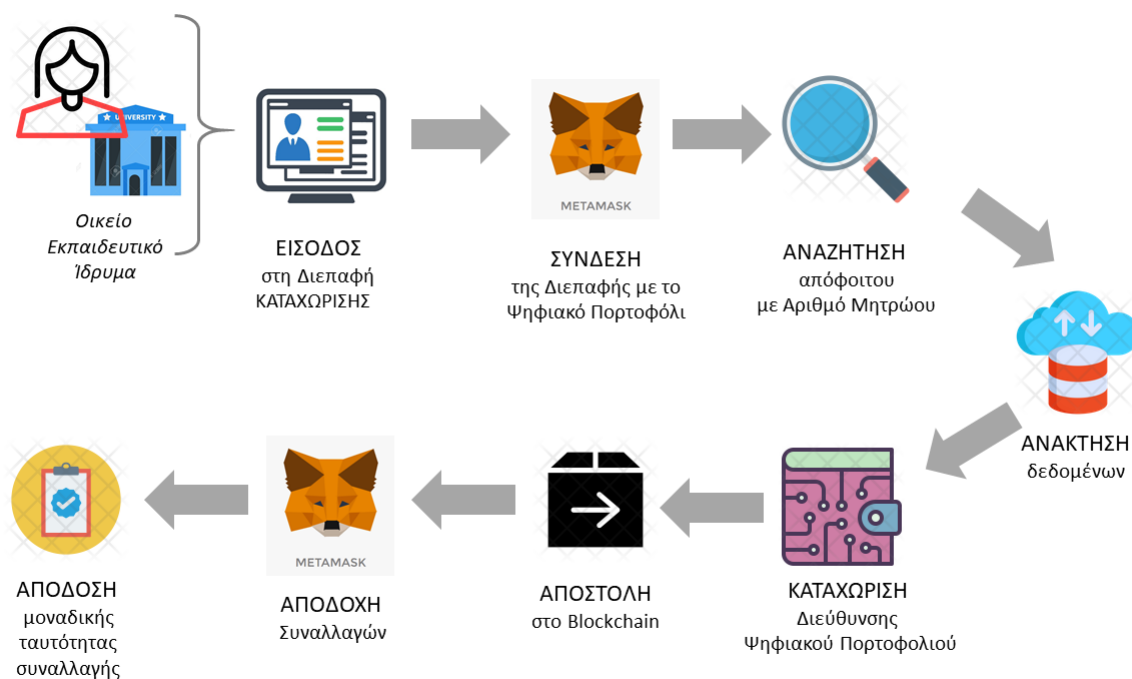 UNIVERSITY
Οικείο
Εκπαιδευτικό
Ίδρυμα
ΕΙΣΟΔΟΣ
στη Διεπαφή
ΚΑΤΑΧΩΡΙΣΗΣ
METAMASK
ΣΥΝΔΕΣΗ
της Διεπαφής με το
Ψηφιακό Πορτοφόλι
ΑΝΑΖΗΤΗΣΗ
απόφοιτου
με Αριθμό Μητρώου
ΑΝΑΚΤΗΣΗ
δεδομένων
ΚΑΤΑΧΩΡΙΣΗ
Διεύθυνσης
Ψηφιακού Πορτοφολιού
ΑΠΟΣΤΟΛΗ
στο Blockchain
METAMASK
ΑΠΟΔΟΧΗ
Συναλλαγών
ΑΠΟΔΟΣΗ
μοναδικής
ταυτότητας
συναλλαγής